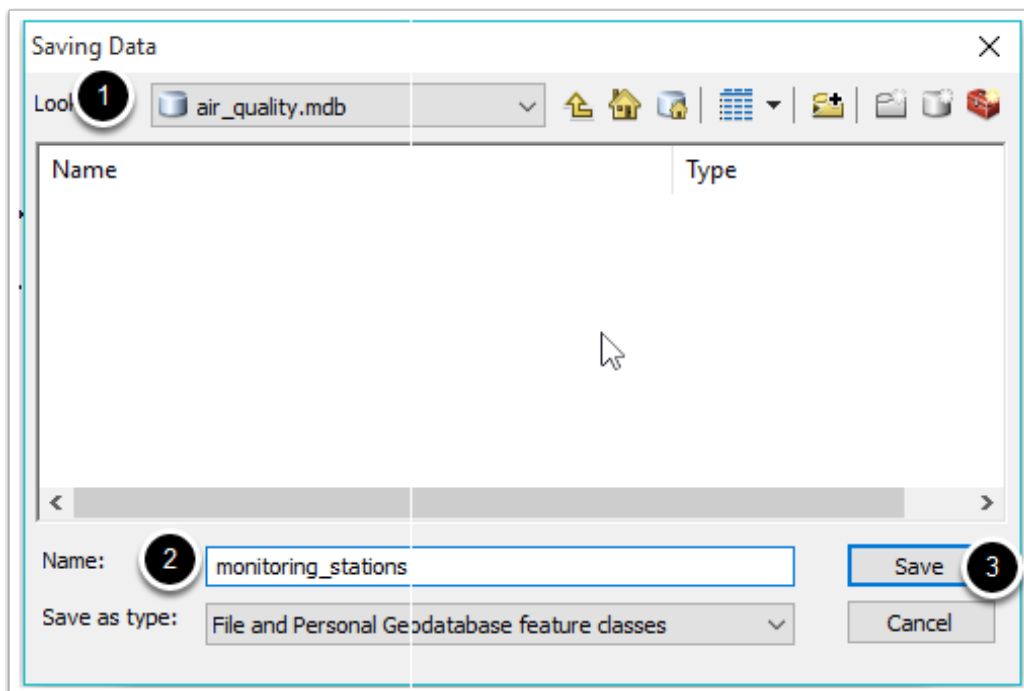 Saving Data
Look 1 air_quality.mdb
Name Type
Name: 2 monitoring_stations Save 3
Save as type: File and Personal Geodatabase feature classes Cancel